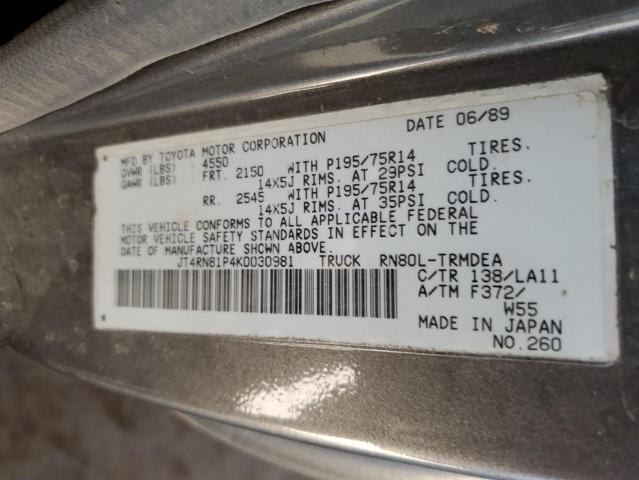 DATE 06/89
MFD BY TOYOTA MOTOR CORPORATION
GVWR (LBS) : 4550
GAWR (LBS) : FRT. 2150 WITH P195/75R14 TIRES.
14X5J RIMS. AT 29PSI COLD.
RR. 2545 WITH P195/75R14 TIRES.
14X5J RIMS. AT 35PSI COLD.
THIS VEHICLE CONFORMS TO ALL APPLICABLE FEDERAL
MOTOR VEHICLE SAFETY STANDARDS IN EFFECT ON THE
DATE OF MANUFACTURE SHOWN ABOVE.
JT4RN81P4K0030981 TRUCK RN80L-TRMDEA
C/TR 138/LA11
A/TM F372/
W55
MADE IN JAPAN
NO.260